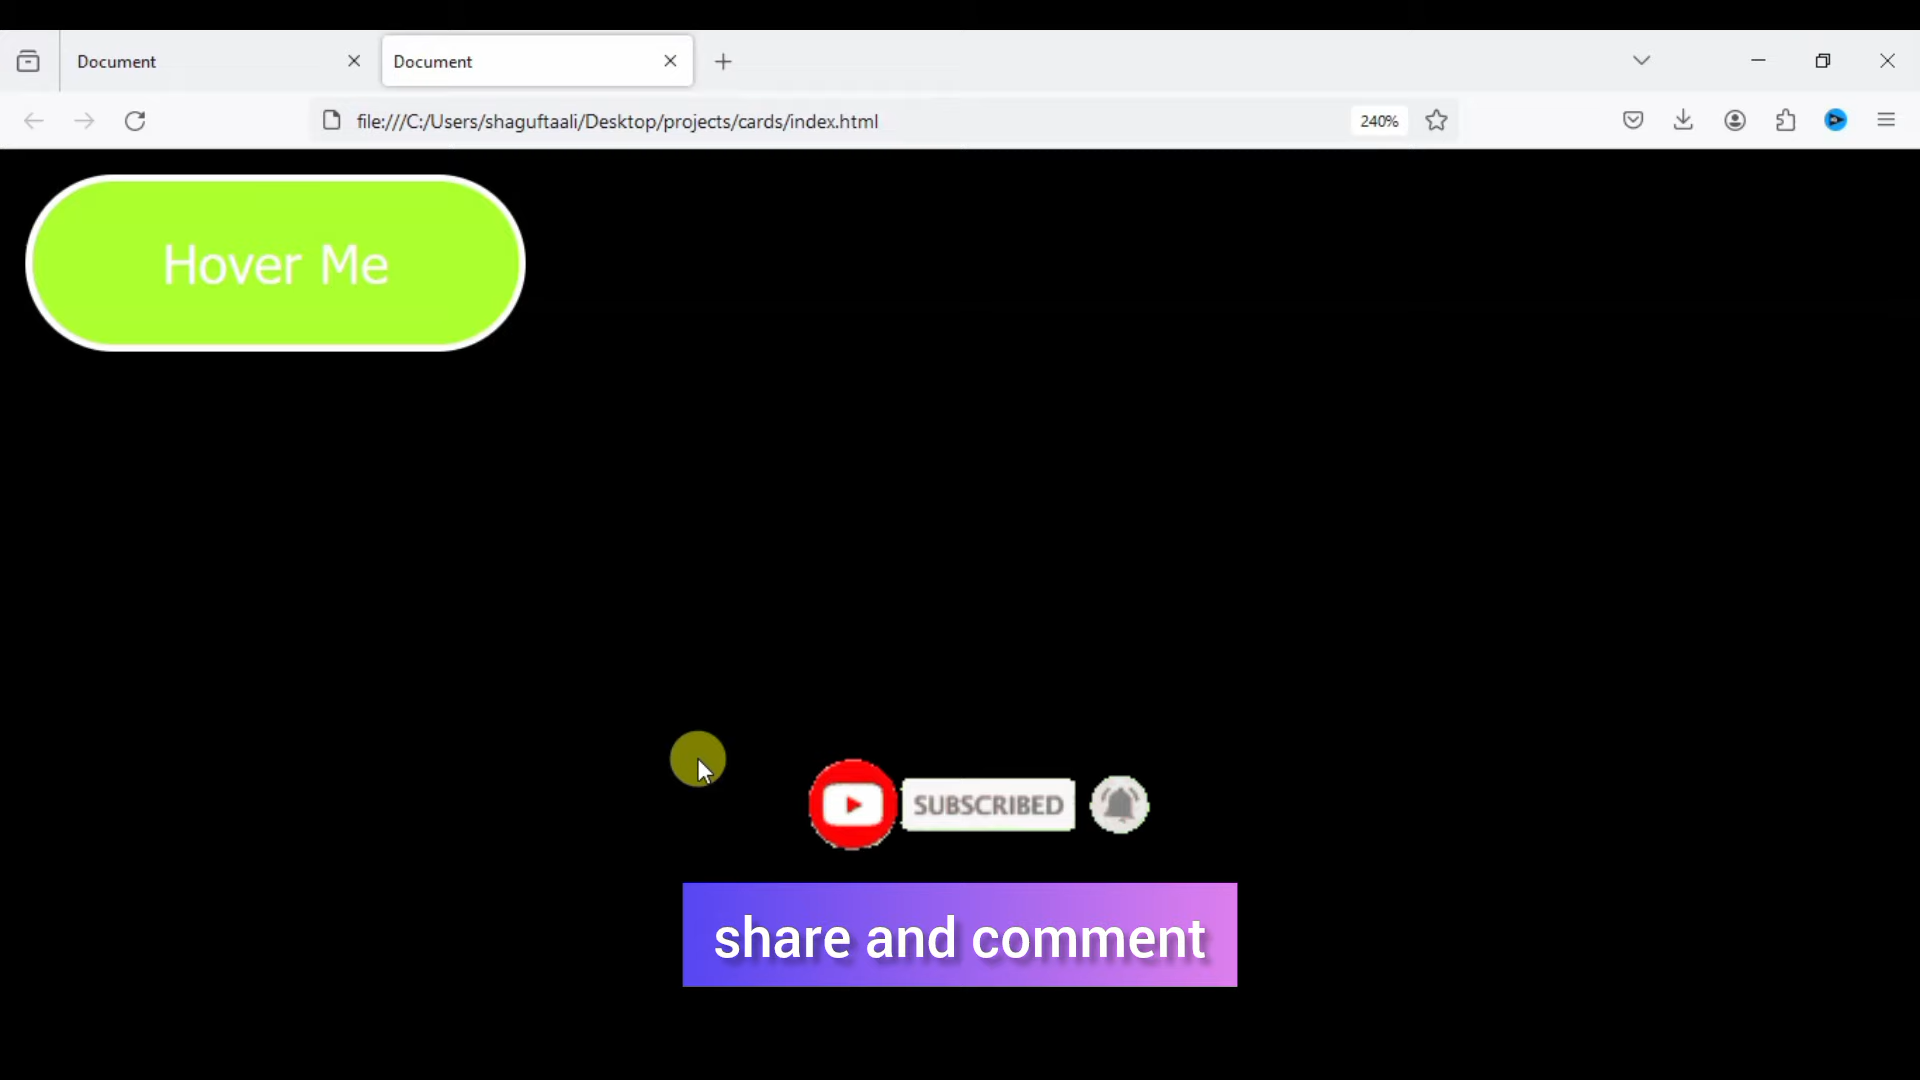 Document
Document
file:///C:/Users/shaguftaali/Desktop/projects/cards/index.html
240%
Hover Me
SUBSCRIBED
share and comment